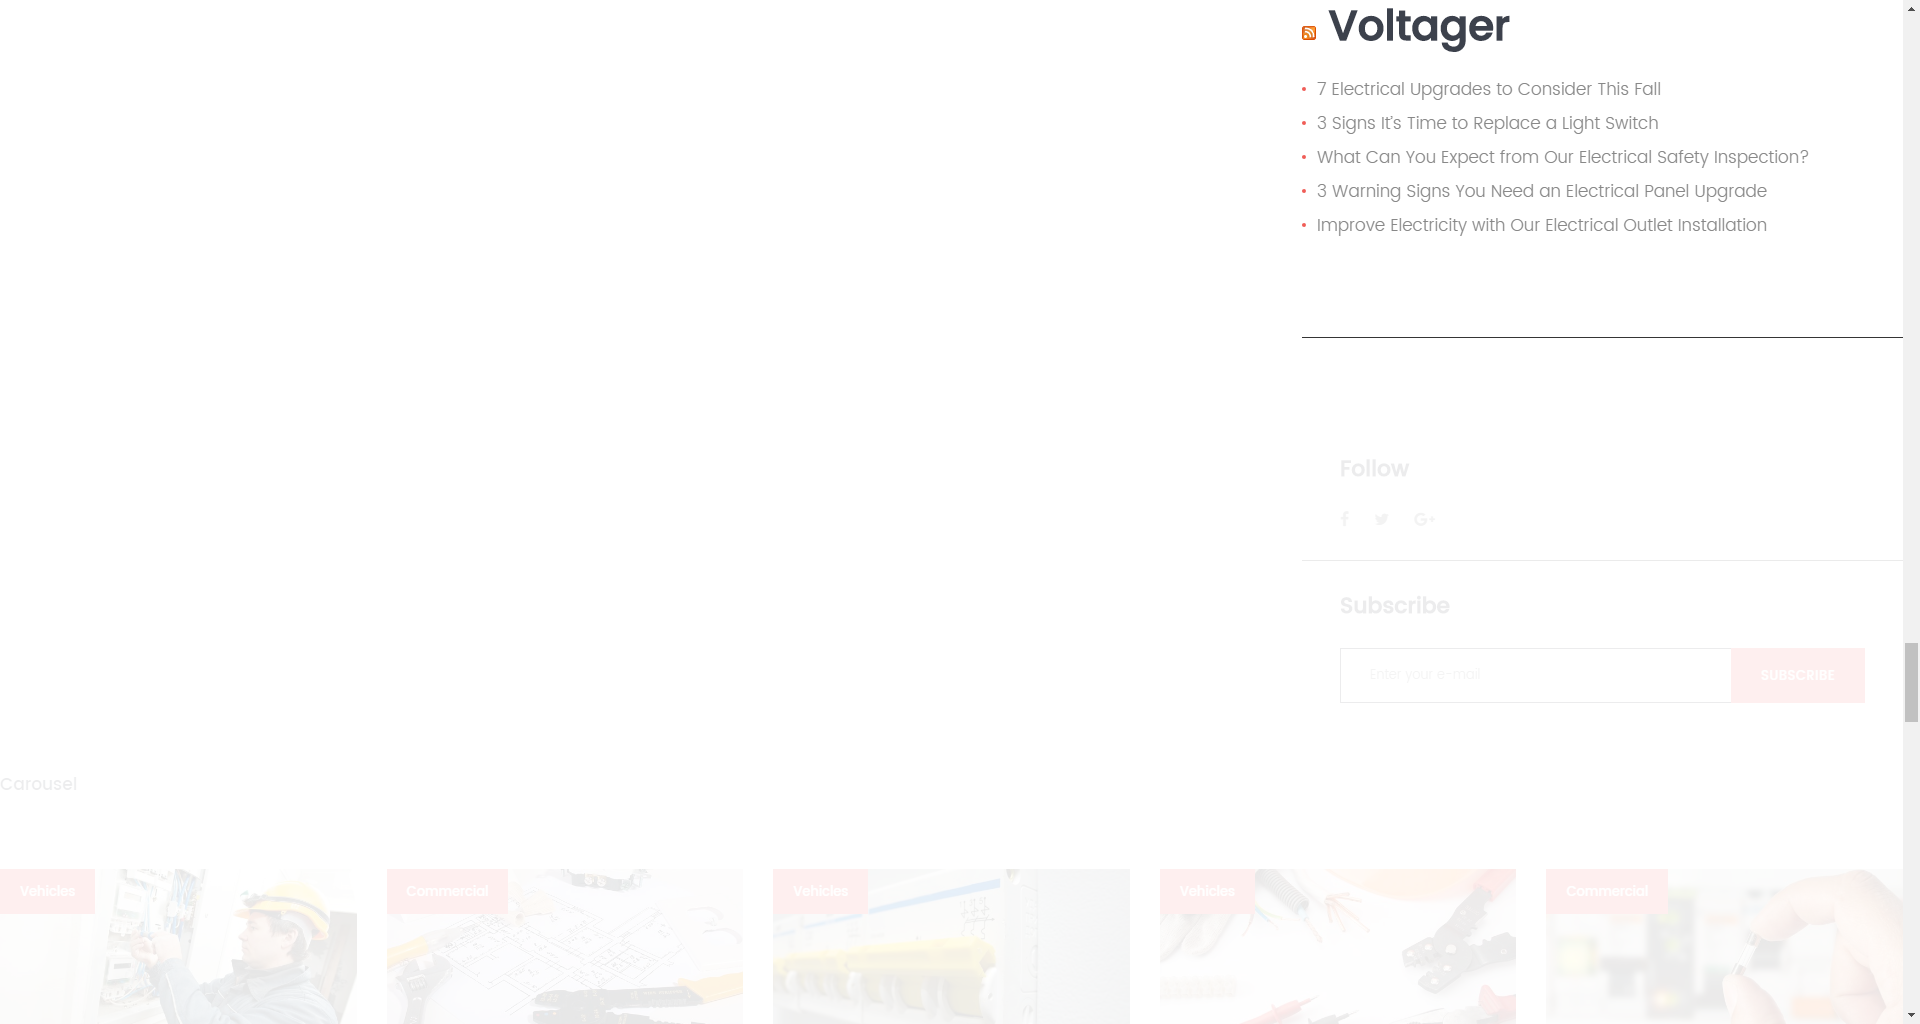 Voltager
7 Electrical Upgrades to Consider This Fall
3 Signs It's Time to Replace a Light Switch
What Can You Expect from Our Electrical Safety Inspection?
3 Warning Signs You Need an Electrical Panel Upgrade
Improve Electricity with Our Electrical Outlet Installation
Follow
Subscribe
Enter your e-mail
SUBSCRIBE
Carousel
Vehicles
Commercial
Vehicles
Vehicles
Commercial